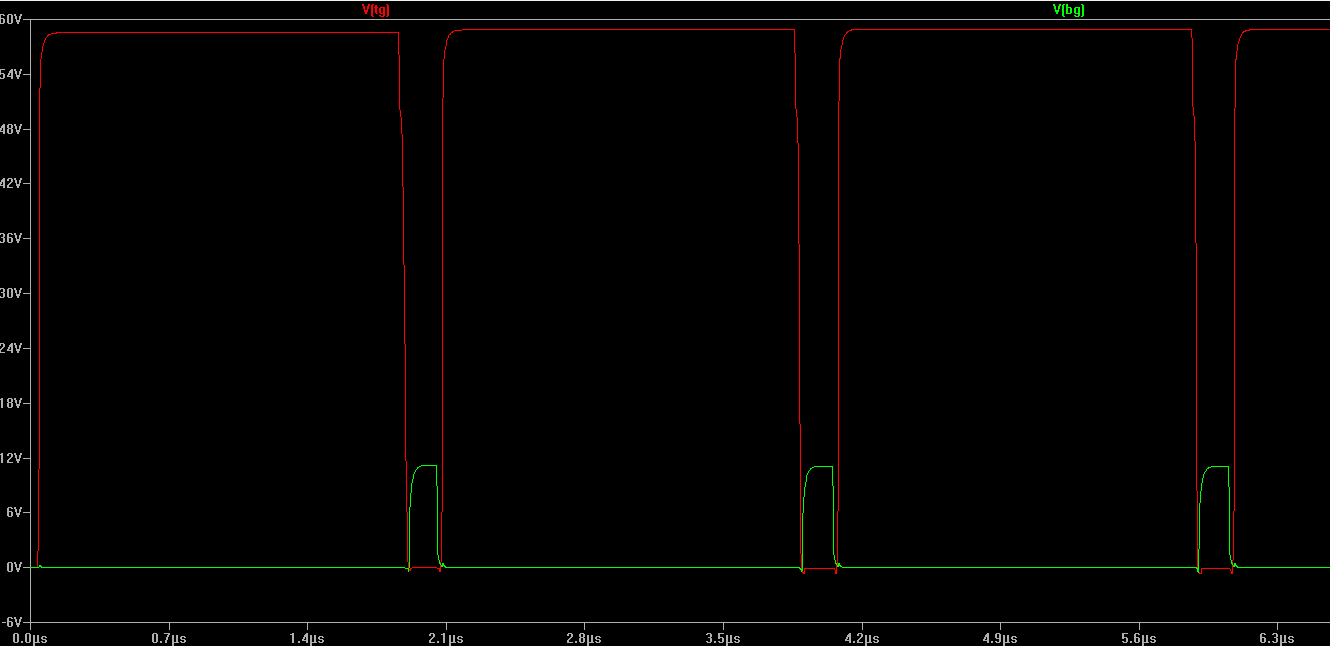 V(tg) V(bg)
60V
54V
48V
42V
36V
30V
24V
18V
12V
6V
0V
-6V
0.0µs 0.7µs 1.4µs 2.1µs 2.8µs 3.5µs 4.2µs 4.9µs 5.6µs 6.3µs